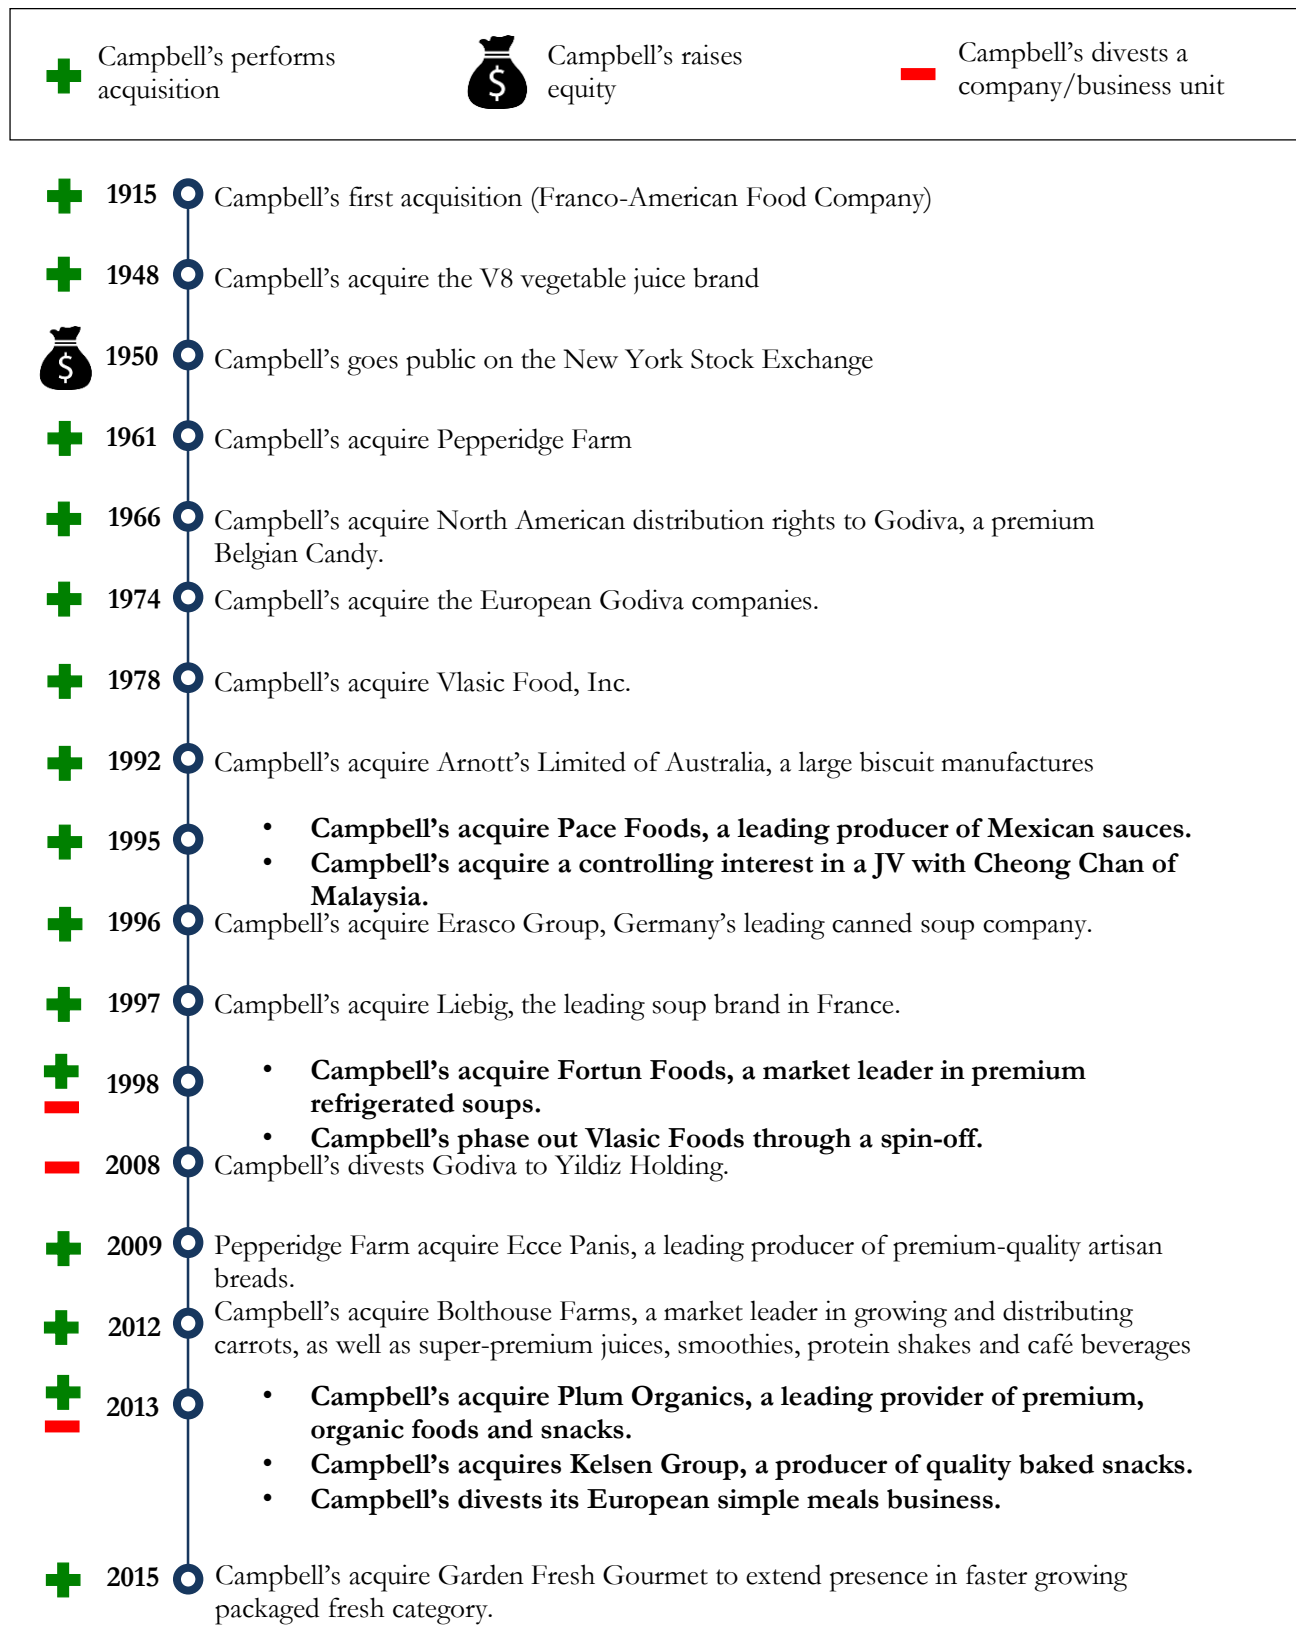 Campbell's performs
acquisition
$
Campbell's raises
equity
Campbell's divests a
company/business unit
1915 Campbell's first acquisition (Franco-American Food Company)
1948 Campbell's acquire the V8 vegetable juice brand
$ 1950 Campbell's goes public on the New York Stock Exchange
1961 Campbell's acquire Pepperidge Farm
1966 Campbell's acquire North American distribution rights to Godiva, a premium
Belgian Candy.
1974 Campbell's acquire the European Godiva companies.
1978 Campbell's acquire Vlasic Food, Inc.
1992 Campbell's acquire Arnott's Limited of Australia, a large biscuit manufactures
1995 • Campbell's acquire Pace Foods, a leading producer of Mexican sauces.
• Campbell's acquire a controlling interest in a JV with Cheong Chan of
Malaysia.
1996 Campbell's acquire Erasco Group, Germany's leading canned soup company.
1997 Campbell's acquire Liebig, the leading soup brand in France.
1998 • Campbell's acquire Fortun Foods, a market leader in premium
refrigerated soups.
• Campbell's phase out Vlasic Foods through a spin-off.
2008 Campbell's divests Godiva to Yildiz Holding.
2009 Pepperidge Farm acquire Ecce Panis, a leading producer of premium-quality artisan
breads.
2012 Campbell's acquire Bolthouse Farms, a market leader in growing and distributing
carrots, as well as super-premium juices, smoothies, protein shakes and café beverages
2013 • Campbell's acquire Plum Organics, a leading provider of premium,
organic foods and snacks.
• Campbell's acquires Kelsen Group, a producer of quality baked snacks.
• Campbell's divests its European simple meals business.
2015 Campbell's acquire Garden Fresh Gourmet to extend presence in faster growing
packaged fresh category.